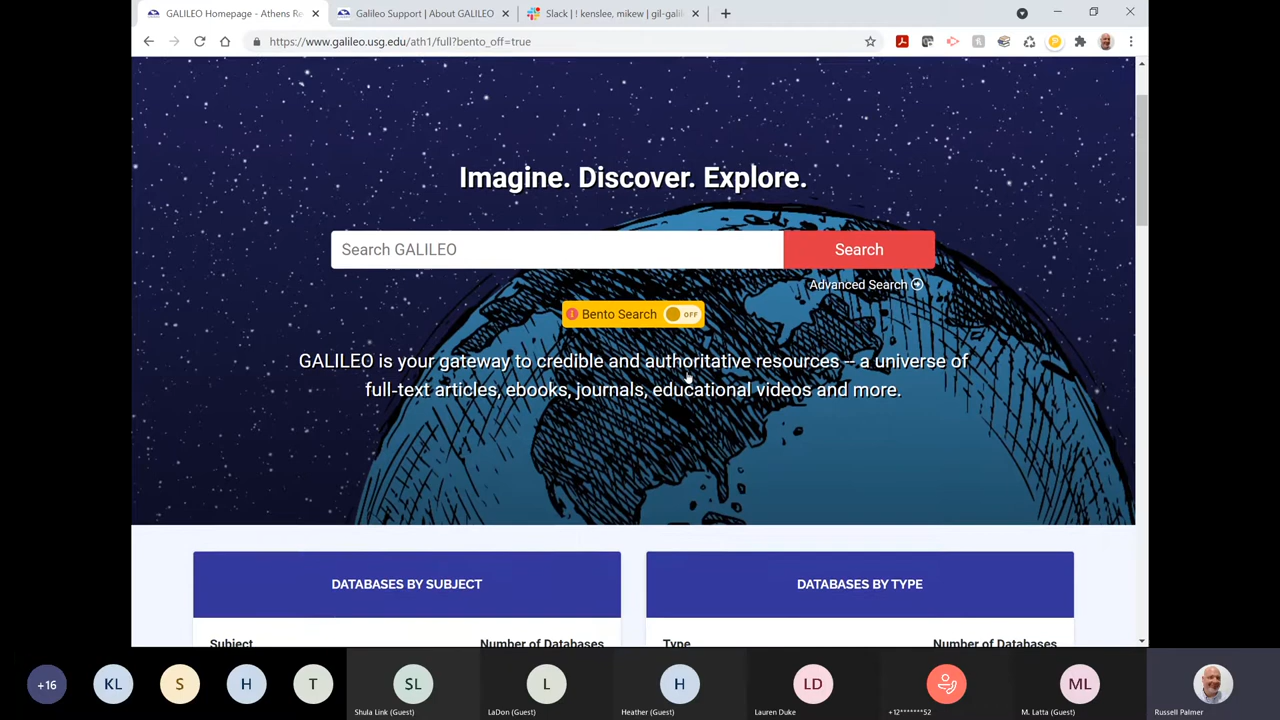 GALILEO Homepage - Athens Re
Galileo Support | About GALILEO
Slack | ! kenslee, mikew | gil-gali
https://www.galileo.usg.edu/ath1/full?bento_off=true
Imagine. Discover. Explore.
Search GALILEO
Search
Advanced Search
Bento Search OFF
GALILEO is your gateway to credible and authoritative resources -- a universe of
full-text articles, ebooks, journals, educational videos and more.
DATABASES BY SUBJECT
DATABASES BY TYPE
Subject
Number of Databases
Type
Number of Databases
+16
KL
S
H
T
SL
L
H
LD
ML
Shula Link (Guest)
LaDon (Guest)
Heather (Guest)
Lauren Duke
+12*******52
M. Latta (Guest)
Russell Palmer